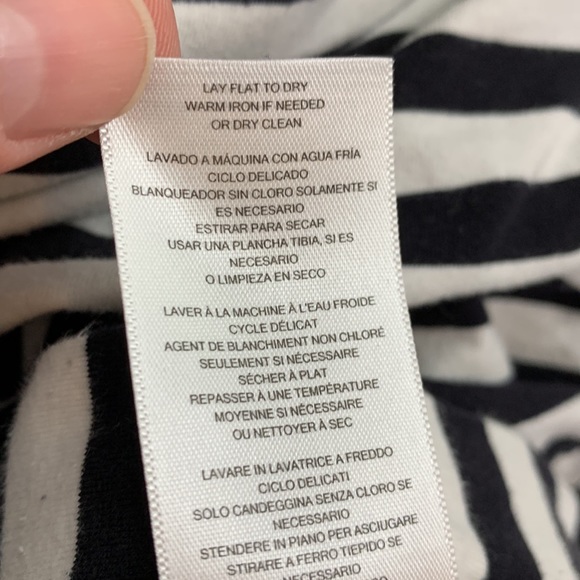 LAY FLAT TO DRY
WARM IRON IF NEEDED
OR DRY CLEAN
LAVADO A MÁQUINA CON AGUA FRÍA
CICLO DELICADO
BLANQUEADOR SIN CLORO SOLAMENTE SI
ES NECESARIO
ESTIRAR PARA SECAR
USAR UNA PLANCHA TIBIA, SI ES
NECESARIO
O LIMPIEZA EN SECO
LAVER À LA MACHINE À L'EAU FROIDE
CYCLE DÉLICAT
AGENT DE BLANCHIMENT NON CHLORÉ
SEULEMENT SI NÉCESSAIRE
SÉCHER À PLAT
REPASSER À UNE TEMPÉRATURE
MOYENNE SI NÉCESSAIRE
OU NETTOYER À SEC
LAVARE IN LAVATRICE A FREDDO
CICLO DELICATI
SOLO CANDEGGINA SENZA CLORO SE
NECESSARIO
STENDERE IN PIANO PER ASCIUGARE
STIRARE A FERRO TIEPIDO SE
NECESSARIO